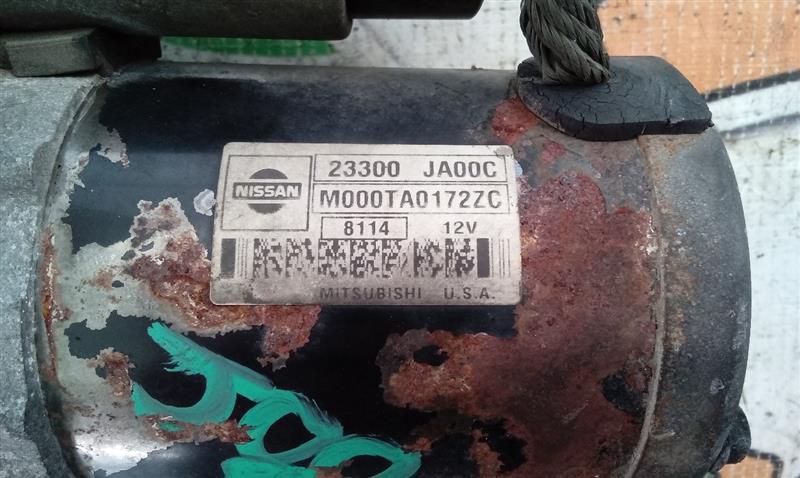 NISSAN
23300 JA00C
M000TA0172ZC
8114 12V
MITSUBISHI U.S.A.